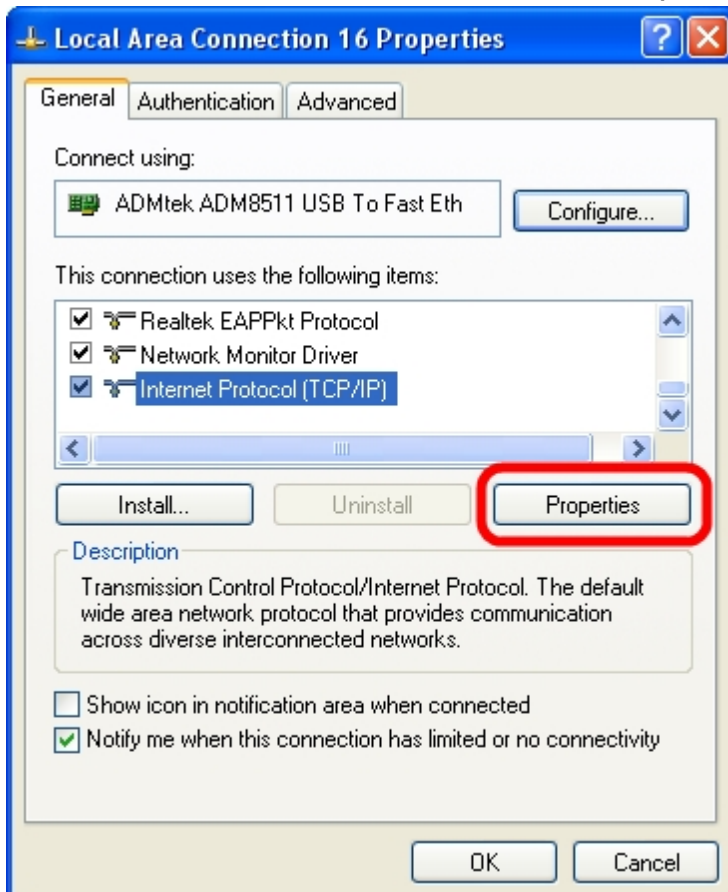 Local Area Connection 16 Properties
General Authentication Advanced
Connect using:
ADMtek ADM8511 USB To Fast Eth Configure...
This connection uses the following items:
Realtek EAPPkt Protocol
Network Monitor Driver
Internet Protocol (TCP/IP)
Install... Uninstall Properties
Description
Transmission Control Protocol/Internet Protocol. The default
wide area network protocol that provides communication
across diverse interconnected networks.
Show icon in notification area when connected
Notify me when this connection has limited or no connectivity
OK Cancel